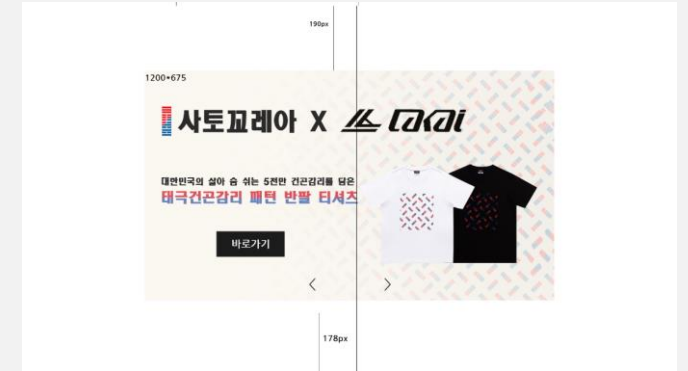 190px
1200*675
사토꼬레아 X LAKAI
대한민국의 살아 숨 쉬는 5천만 건곤감리를 담은
태극건곤감리 패턴 반팔 티셔츠
바로가기
178px